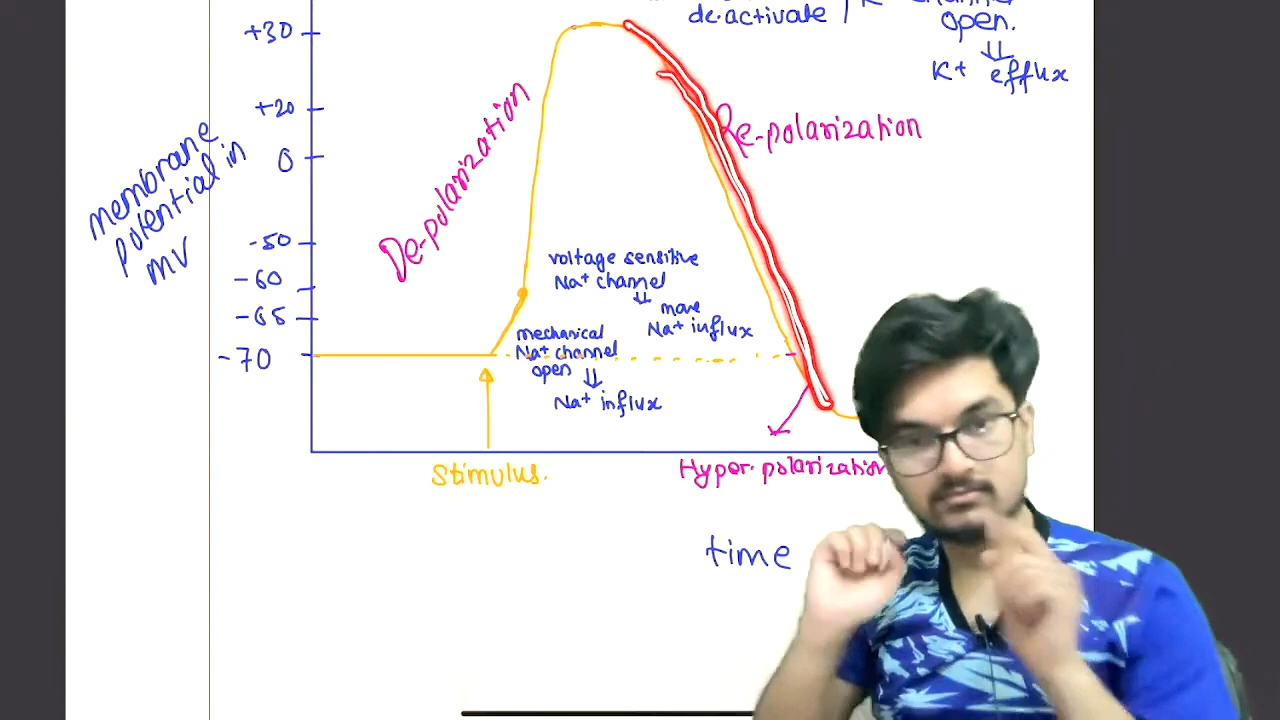 de-activate
K+ channel
open.
⇓
K+ efflux
+30
+20
0
-50
-60
-65
-70
membrane
potential in
mv
De-polarization
Re-polarization
voltage sensitive
Na+ channel
⇓
more
Na+ influx
mechanical
Na+ channel
open
⇓
Na+ influx
Stimulus.
Hyper-polarization
time